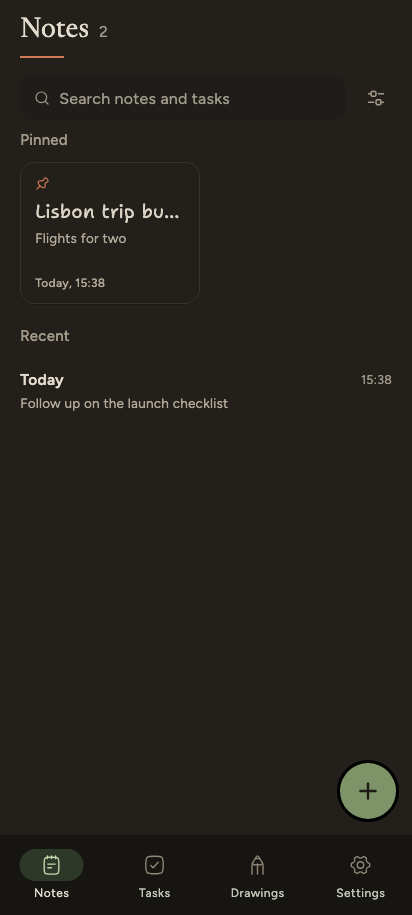 Notes 2
Search notes and tasks
Pinned
Lisbon trip bu...
Flights for two
Today, 15:38
Recent
Today 15:38
Follow up on the launch checklist
Notes Tasks Drawings Settings